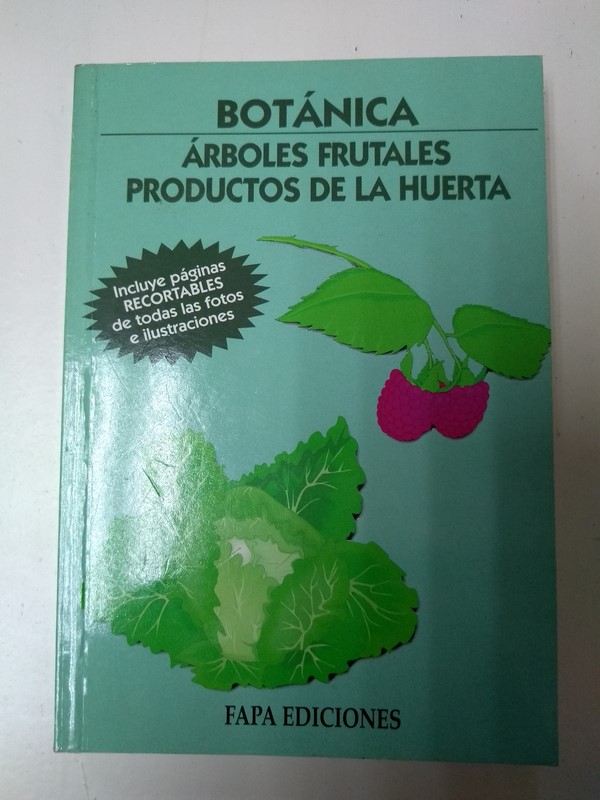 BOTÁNICA
ÁRBOLES FRUTALES
PRODUCTOS DE LA HUERTA
Incluye páginas
RECORTABLES
de todas las fotos
e ilustraciones
FAPA EDICIONES